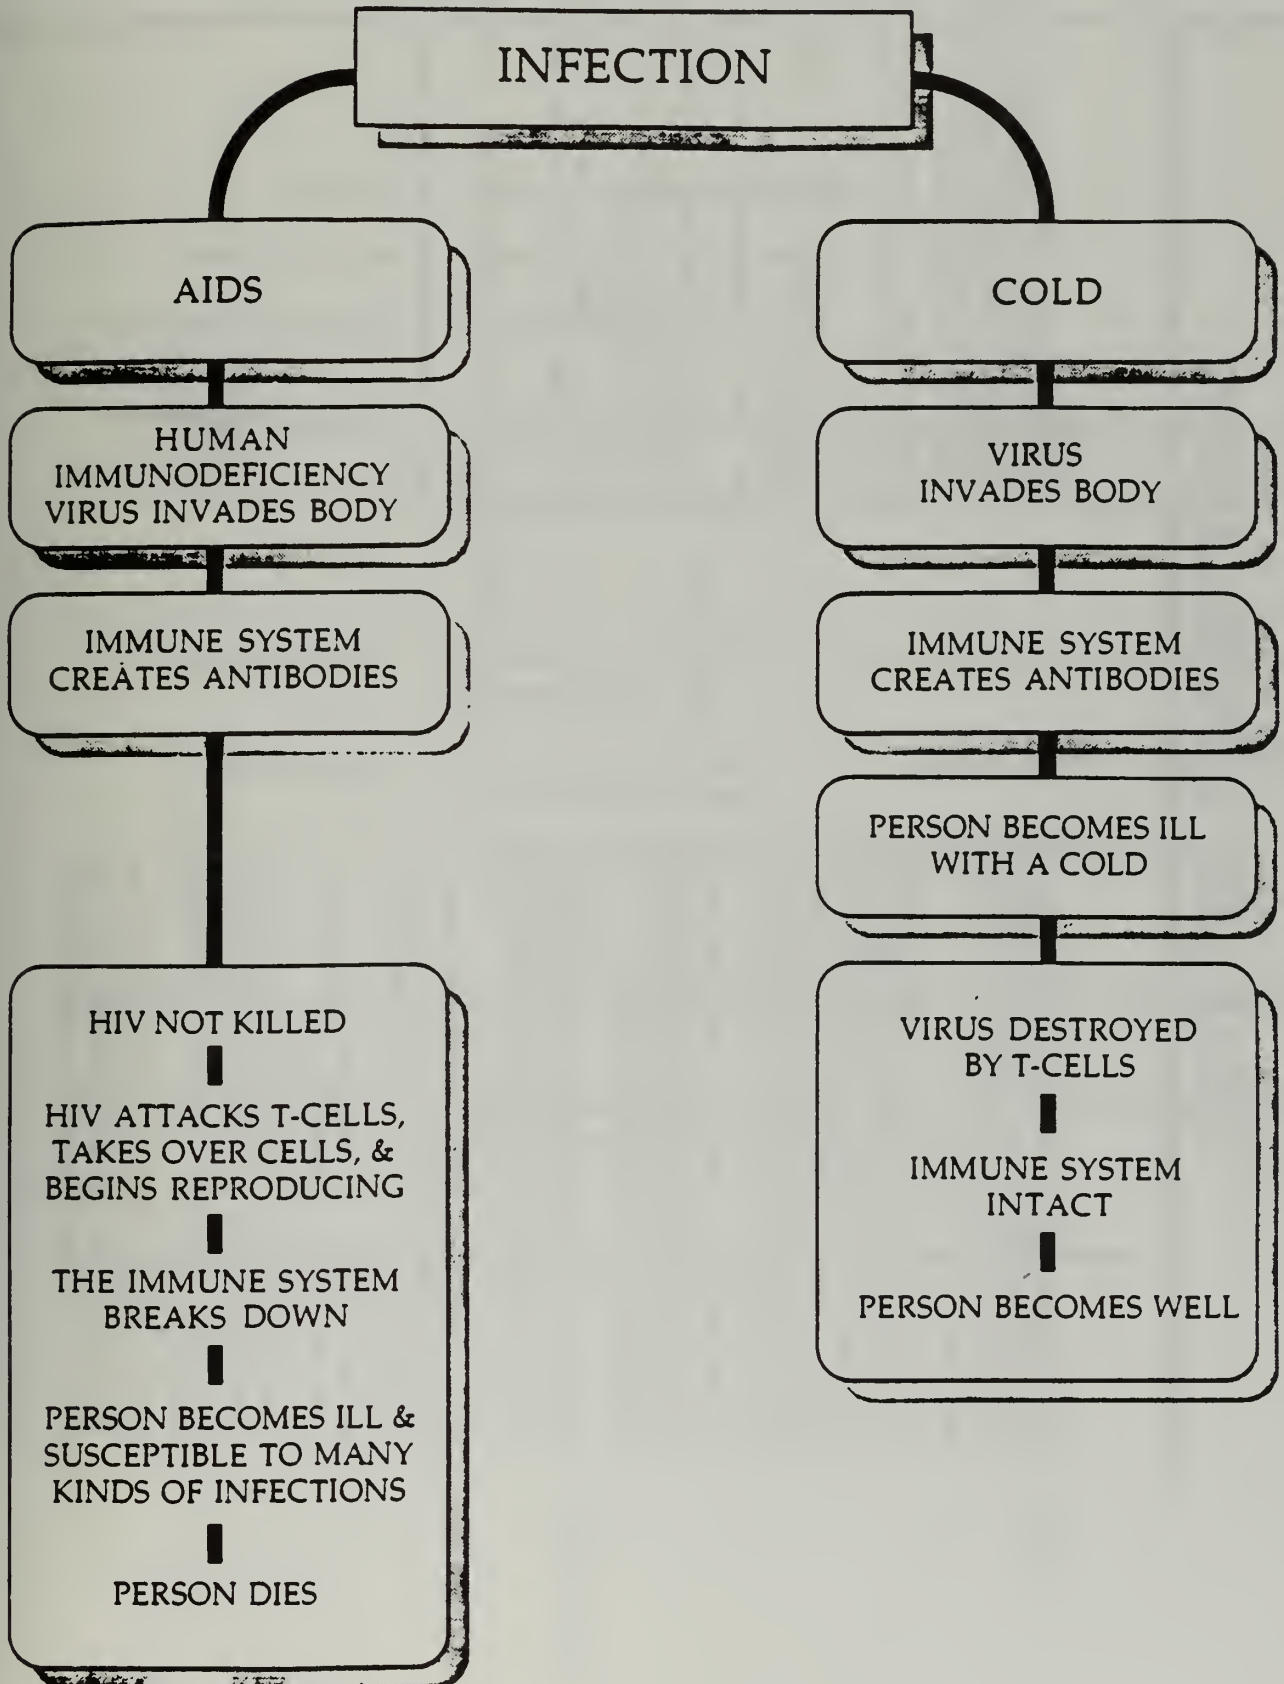 INFECTION
AIDS
HUMAN
IMMUNODEFICIENCY
VIRUS INVADES BODY
IMMUNE SYSTEM
CREATES ANTIBODIES
HIV NOT KILLED
HIV ATTACKS T-CELLS,
TAKES OVER CELLS, &
BEGINS REPRODUCING
THE IMMUNE SYSTEM
BREAKS DOWN
PERSON BECOMES ILL &
SUSCEPTIBLE TO MANY
KINDS OF INFECTIONS
PERSON DIES
COLD
VIRUS
INVADES BODY
IMMUNE SYSTEM
CREATES ANTIBODIES
PERSON BECOMES ILL
WITH A COLD
VIRUS DESTROYED
BY T-CELLS
IMMUNE SYSTEM
INTACT
PERSON BECOMES WELL